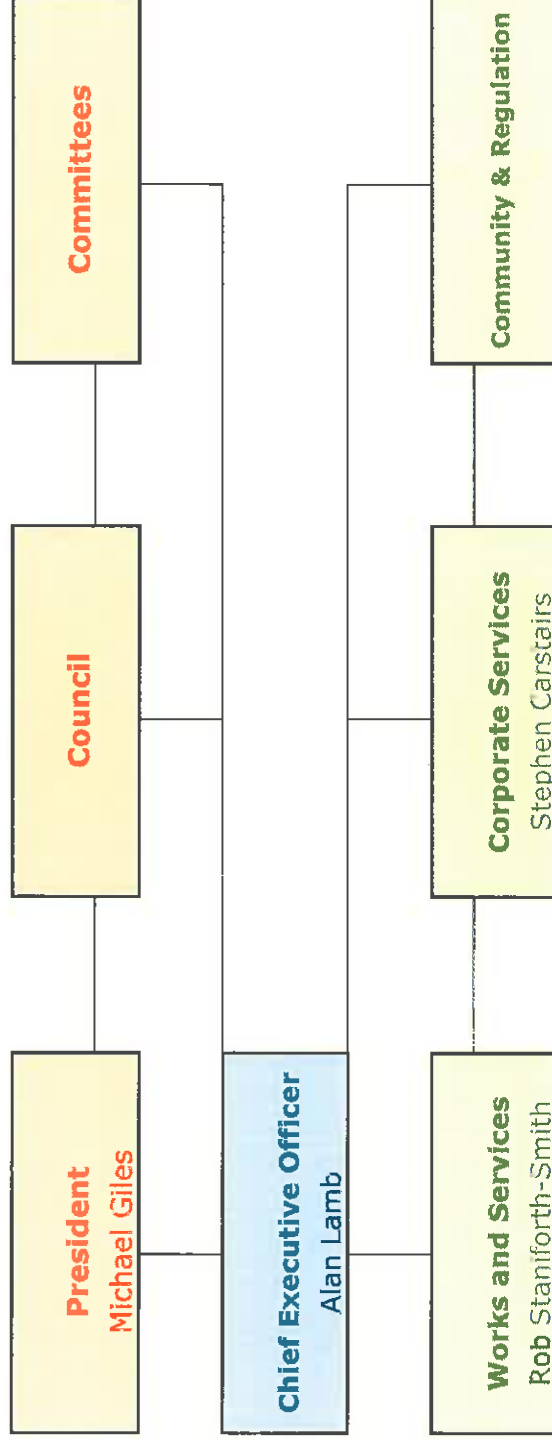 President
Michael Giles
Council
Committees
Chief Executive Officer
Alan Lamb
Works and Services
Rob Staniforth-Smith
Corporate Services
Stephen Carstairs
Community & Regulation